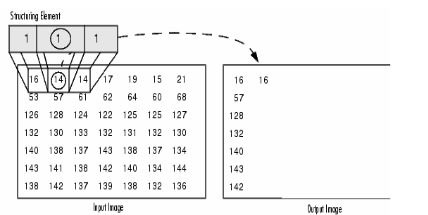 Structuring Element
1 1 1
16 14 14 17 19 15 21
53 57 61 62 64 60 68
126 128 124 122 125 125 127
132 130 133 132 131 132 130
140 138 137 143 138 137 134
143 141 138 142 140 134 144
138 142 137 139 138 132 136
Input Image
16 16
57
128
132
140
143
142
Output Image